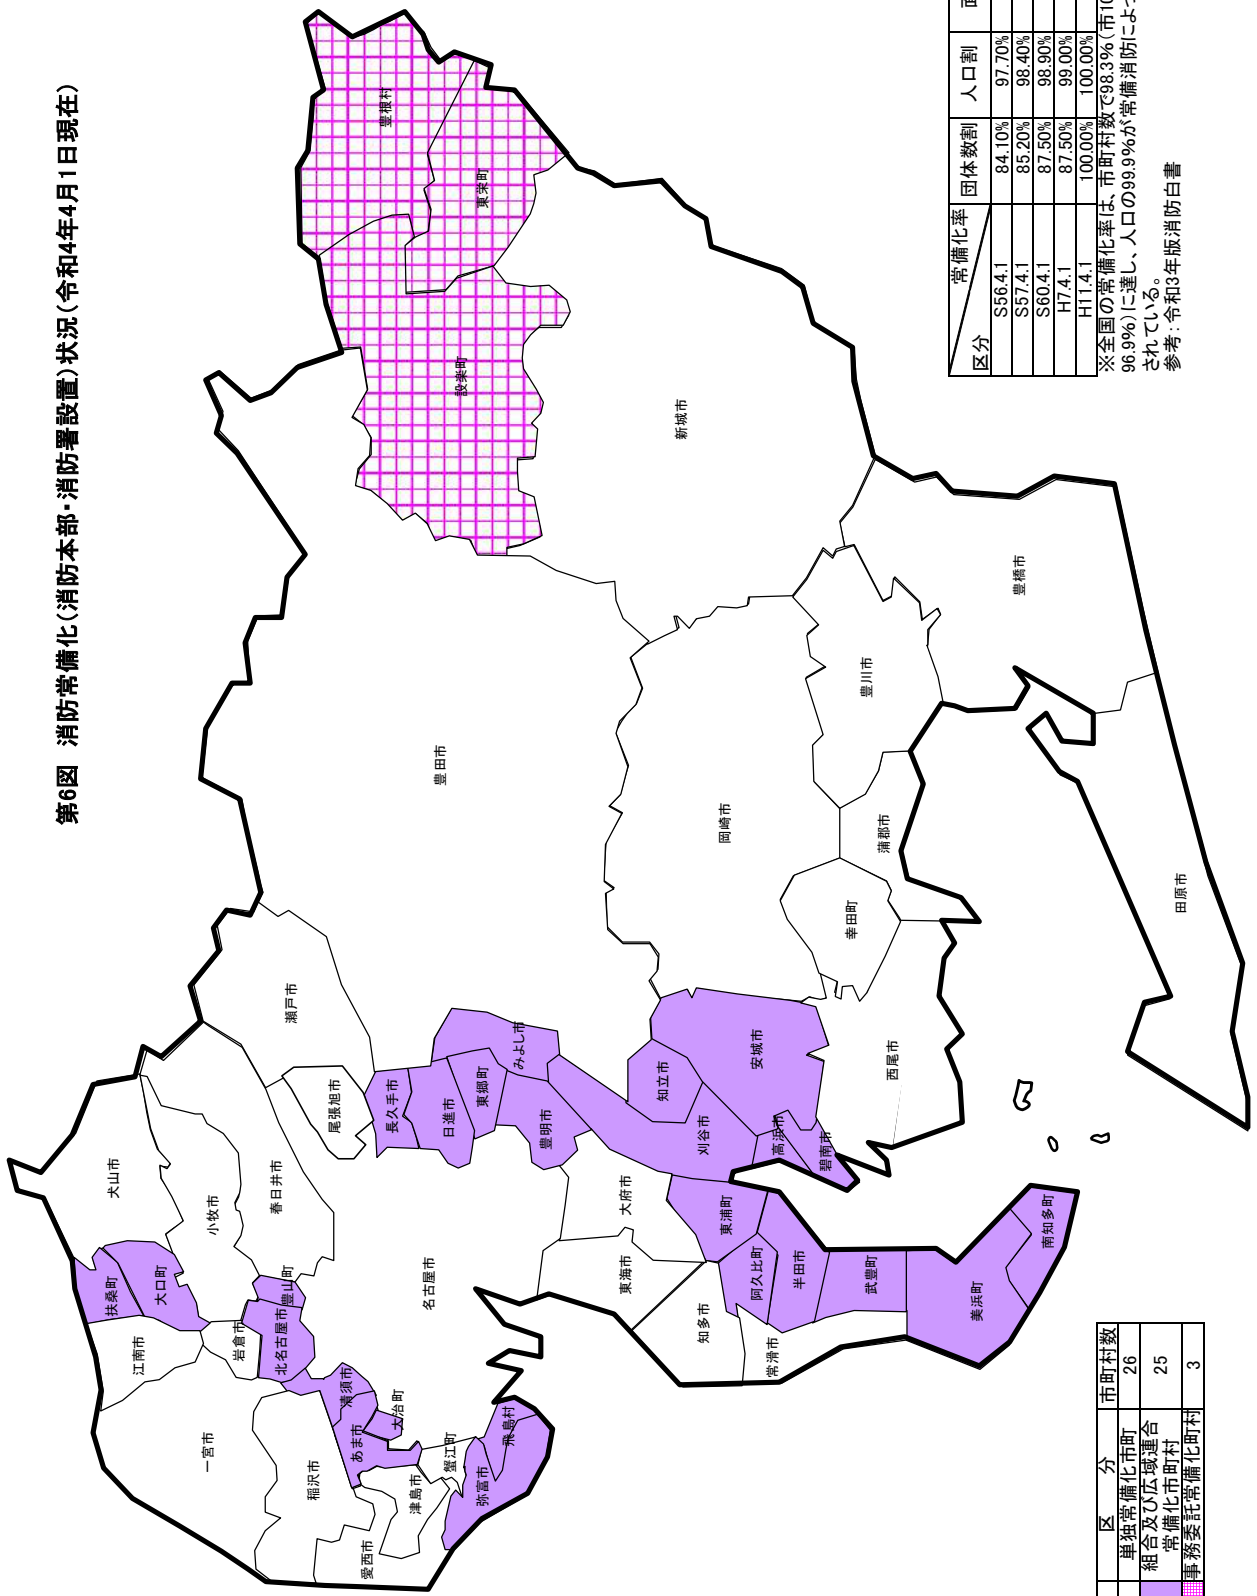 第6図 消防常備化(消防本部・消防署設置)状況(令和4年4月1日現在)
豊根村
東栄町
設楽町
新城市
豊田市
豊橋市
豊川市
岡崎市
蒲郡市
幸田町
田原市
西尾市
瀬戸市
尾張旭市
長久手市
日進市
東郷町
みよし市
豊明市
知立市
安城市
刈谷市
高浜市
碧南市
犬山市
小牧市
春日井市
扶桑町
大口町
江南市
岩倉市
豊山町
北名古屋市
名古屋市
清須市
大治町
あま市
一宮市
稲沢市
愛西市
津島市
蟹江町
弥富市
飛島村
大府市
東海市
知多市
東浦町
阿久比町
半田市
常滑市
武豊町
美浜町
南知多町
常備化率
区分 団体数割 人口割 面
S56.4.1 84.10% 97.70%
S57.4.1 85.20% 98.40%
S60.4.1 87.50% 98.90%
H7.4.1 87.50% 99.00%
H11.4.1 100.00% 100.00%
※全国の常備化率は、市町村数で98.3%(市10
96.9%)に達し、人口の99.9%が常備消防によ
されている。
参考:令和3年版消防白書
区 分 市町村数
単独常備化市町 26
組合及び広域連合
常備化市町村 25
事務委託常備化町村 3